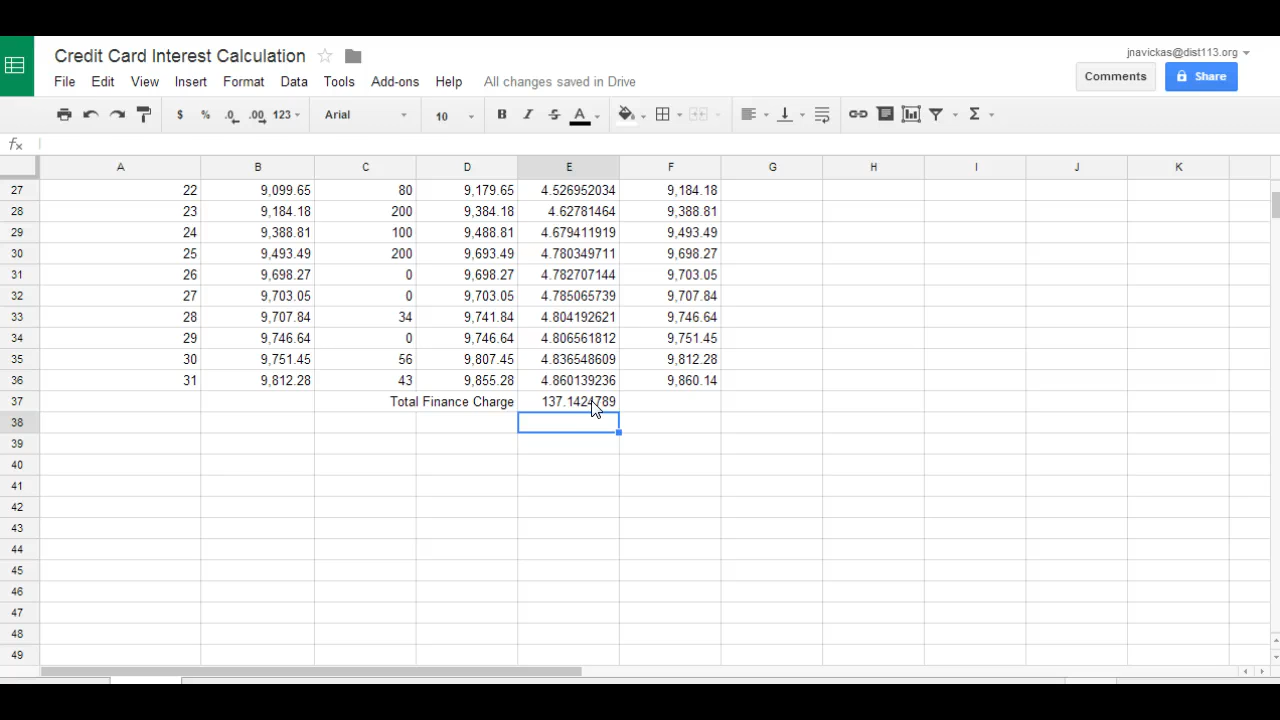 Credit Card Interest Calculation
jnavickas@dist113.org
File Edit View Insert Format Data Tools Add-ons Help All changes saved in Drive
Comments Share
$ % .0 .00 123 Arial 10 B I S A Σ
fx
A B C D E F G H I J K
27 22 9,099.65 80 9,179.65 4.526952034 9,184.18
28 23 9,184.18 200 9,384.18 4.62781464 9,388.81
29 24 9,388.81 100 9,488.81 4.679411919 9,493.49
30 25 9,493.49 200 9,693.49 4.780349711 9,698.27
31 26 9,698.27 0 9,698.27 4.782707144 9,703.05
32 27 9,703.05 0 9,703.05 4.785065739 9,707.84
33 28 9,707.84 34 9,741.84 4.804192621 9,746.64
34 29 9,746.64 0 9,746.64 4.806561812 9,751.45
35 30 9,751.45 56 9,807.45 4.836548609 9,812.28
36 31 9,812.28 43 9,855.28 4.860139236 9,860.14
37 Total Finance Charge 137.1424789
38
39
40
41
42
43
44
45
46
47
48
49